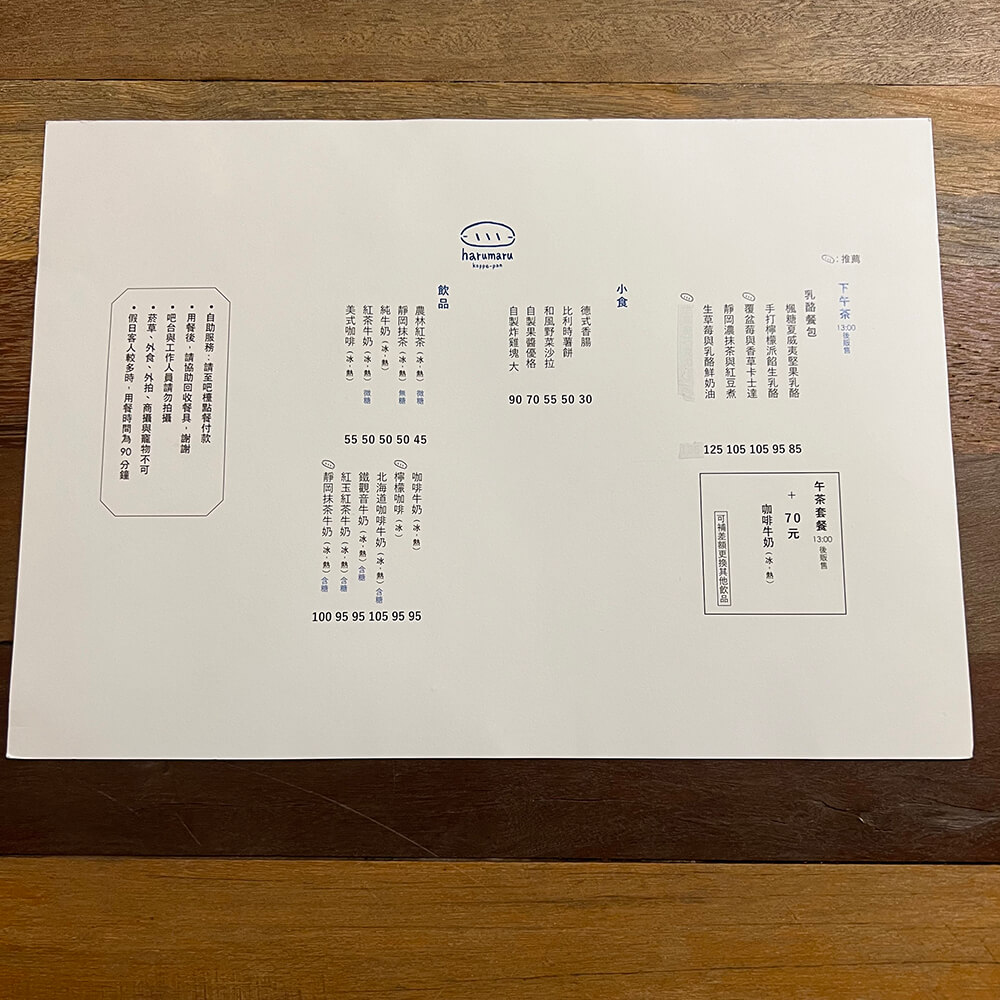 harumaru
koppe-pan
：推薦
下午茶 13:00 後販售
乳酪餐包
楓糖夏威夷堅果乳酪 85
手打檸檬派餡生乳酪 95
覆盆莓與香草卡士達 105
靜岡濃抹茶與紅豆煮 105
生草莓與乳酪鮮奶油 125
午茶套餐 13:00 後販售
+ 70 元
咖啡牛奶（冰．熱）
可補差額更換其他飲品
小食
德式香腸 30
比利時薯餅 50
和風野菜沙拉 55
自製果醬優格 70
自製炸雞塊 大 90
飲品
農林紅茶（冰．熱）微糖 45
靜岡抹茶（冰．熱）無糖 50
純牛奶（冰．熱） 50
紅茶牛奶（冰．熱）微糖 50
美式咖啡（冰．熱） 55
咖啡牛奶（冰．熱） 95
檸檬咖啡（冰） 95
北海道咖啡牛奶（冰．熱）含糖 105
鐵觀音牛奶（冰．熱）含糖 95
紅玉紅茶牛奶（冰．熱）含糖 95
靜岡抹茶牛奶（冰．熱）含糖 100
• 自助服務：請至吧檯點餐付款
• 用餐後，請協助回收餐具，謝謝
• 吧台與工作人員請勿拍攝
• 菸草、外食、外拍、商攝與寵物不可
• 假日客人較多時，用餐時間為 90 分鐘